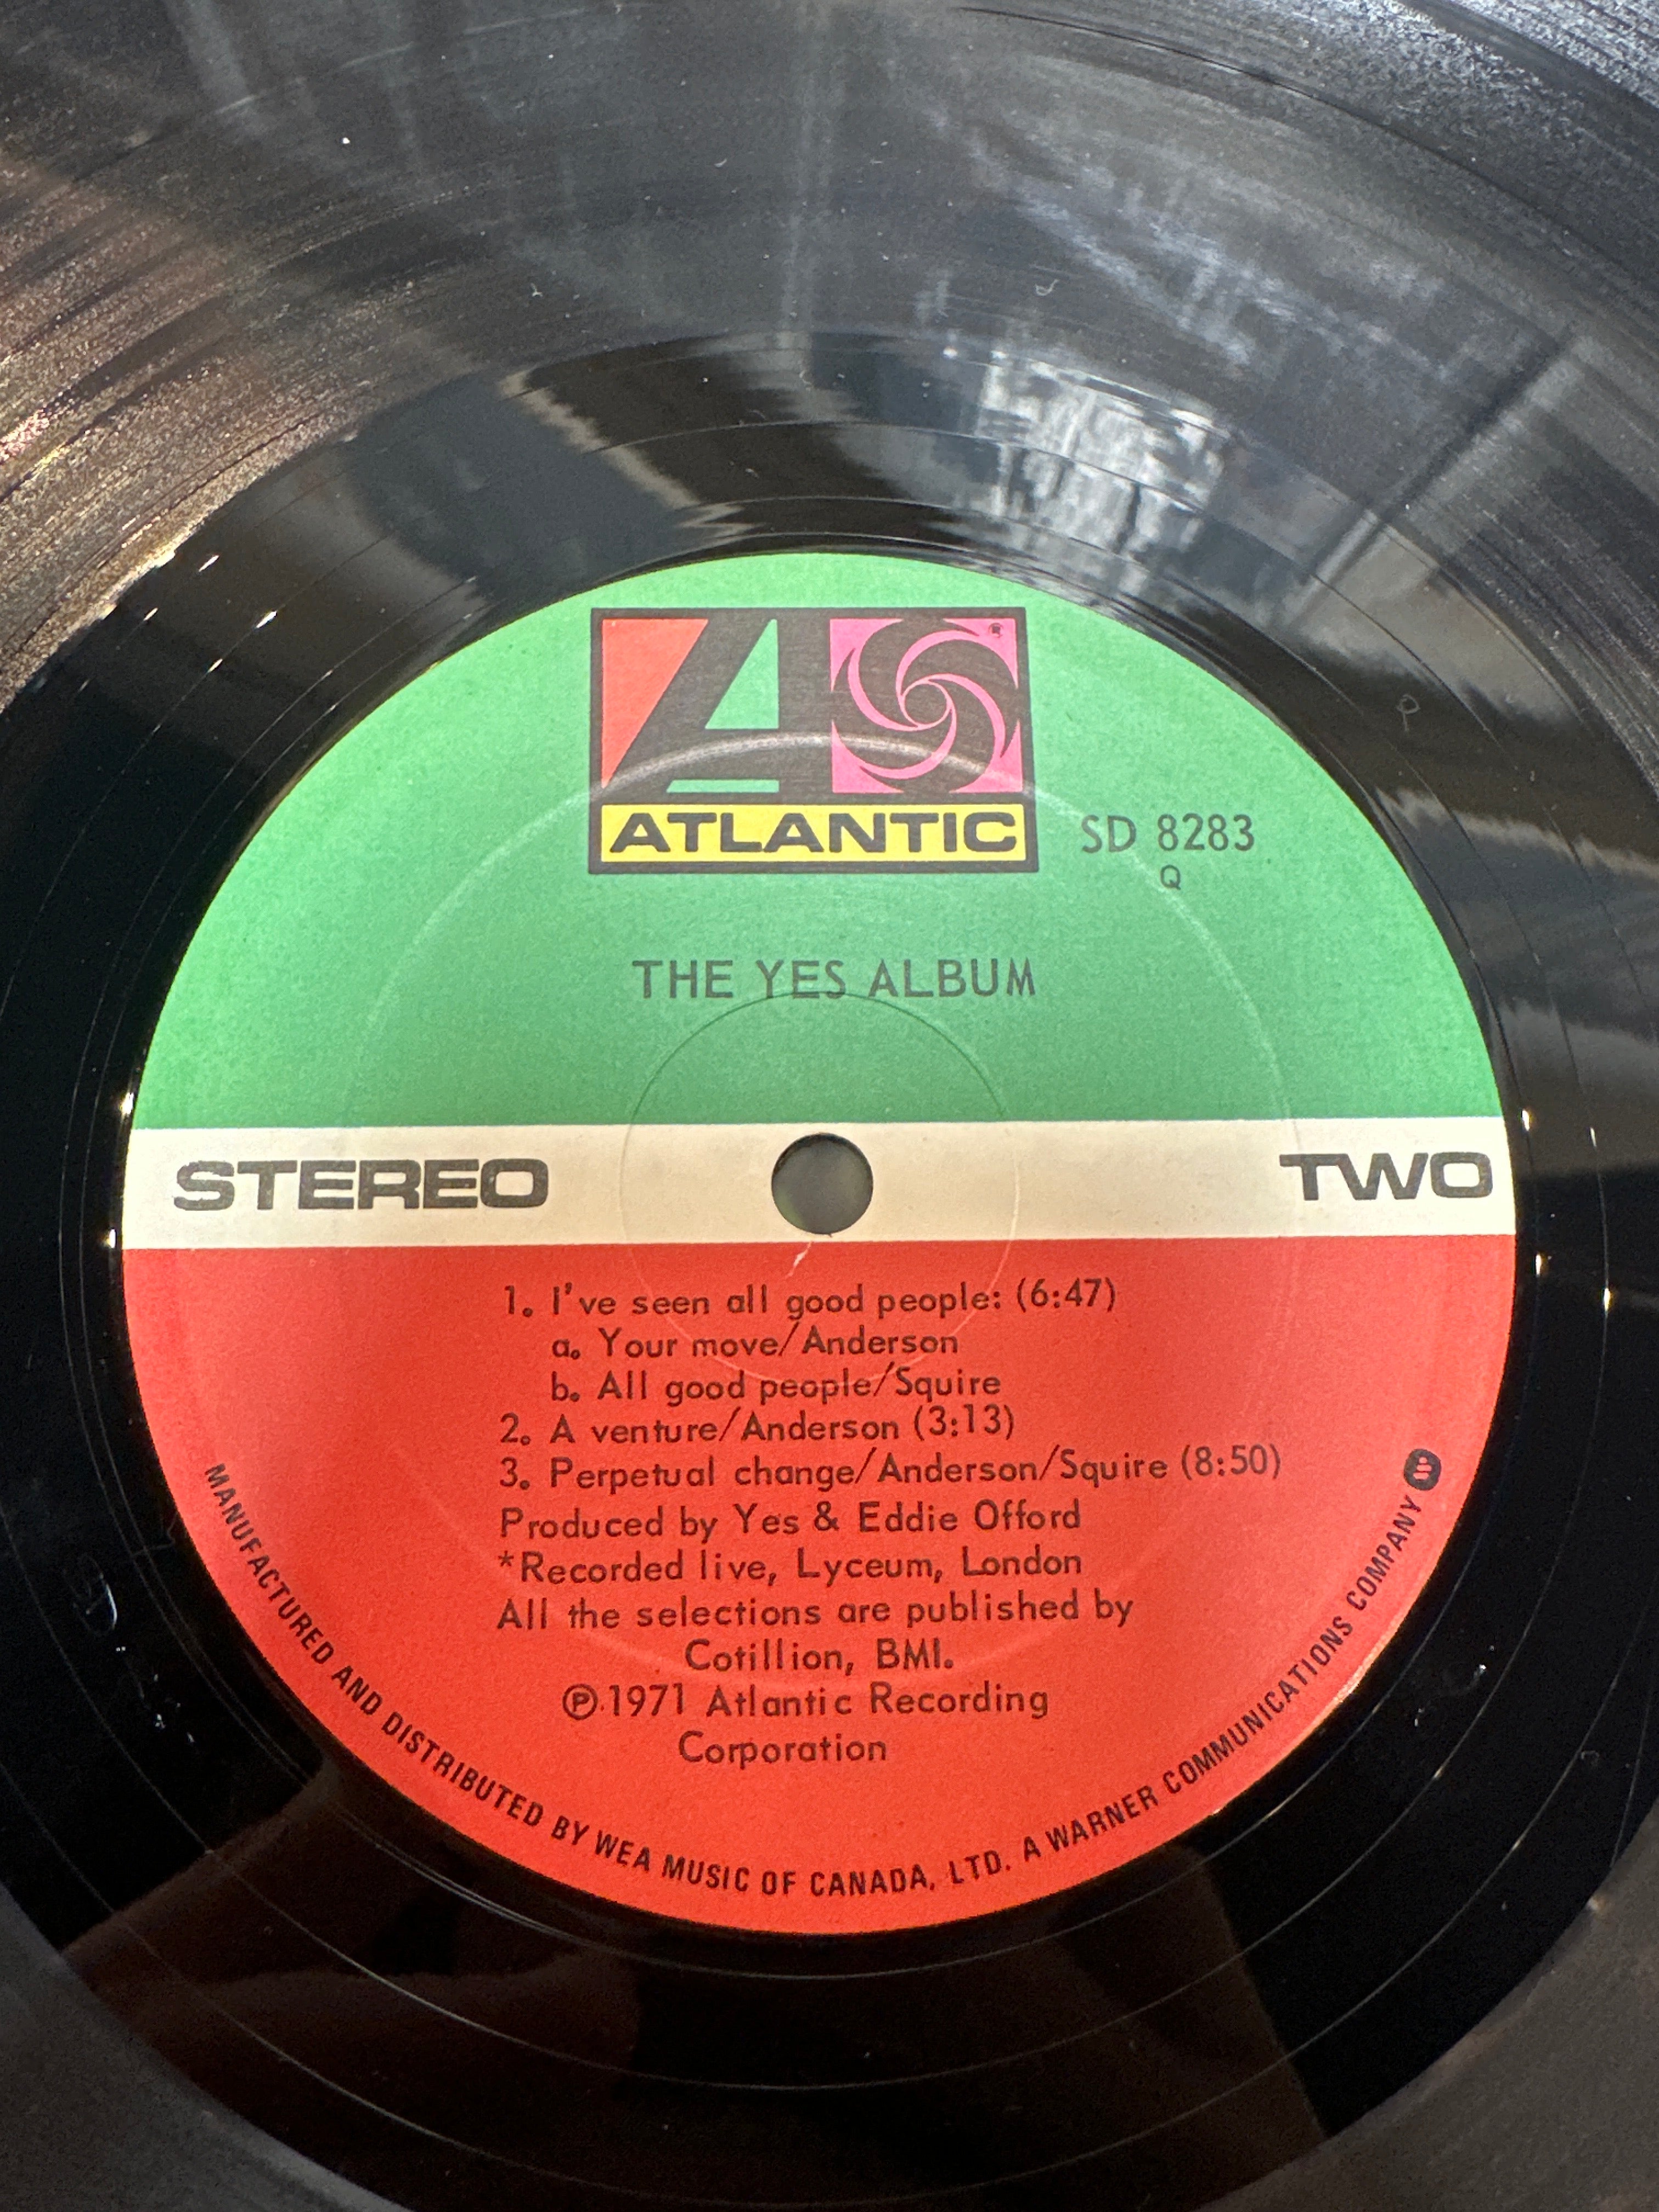 ATLANTIC
®
SD 8283
Q
THE YES ALBUM
STEREO
TWO
1. I've seen all good people: (6:47)
a. Your move/Anderson
b. All good people/Squire
2. A venture/Anderson (3:13)
3. Perpetual change/Anderson/Squire (8:50)
Produced by Yes & Eddie Offord
*Recorded live, Lyceum, London
All the selections are published by
Cotillion, BMI.
℗1971 Atlantic Recording
Corporation
MANUFACTURED AND DISTRIBUTED BY WEA MUSIC OF CANADA, LTD. A WARNER COMMUNICATIONS COMPANY